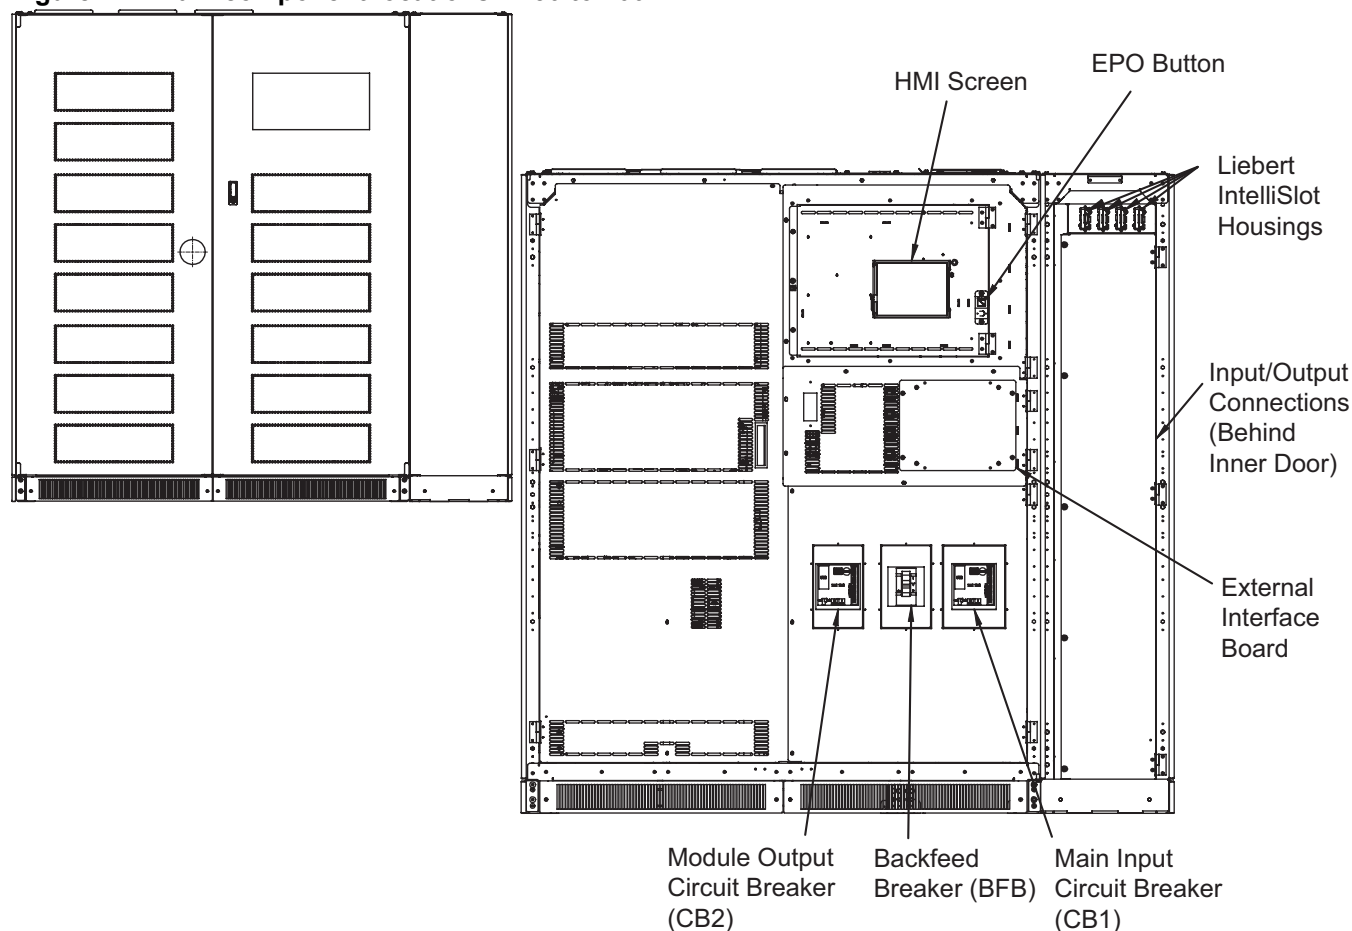 HMI Screen
EPO Button
Liebert
IntelliSlot
Housings
Input/Output
Connections
(Behind
Inner Door)
External
Interface
Board
Module Output
Circuit Breaker
(CB2)
Backfeed
Breaker (BFB)
Main Input
Circuit Breaker
(CB1)